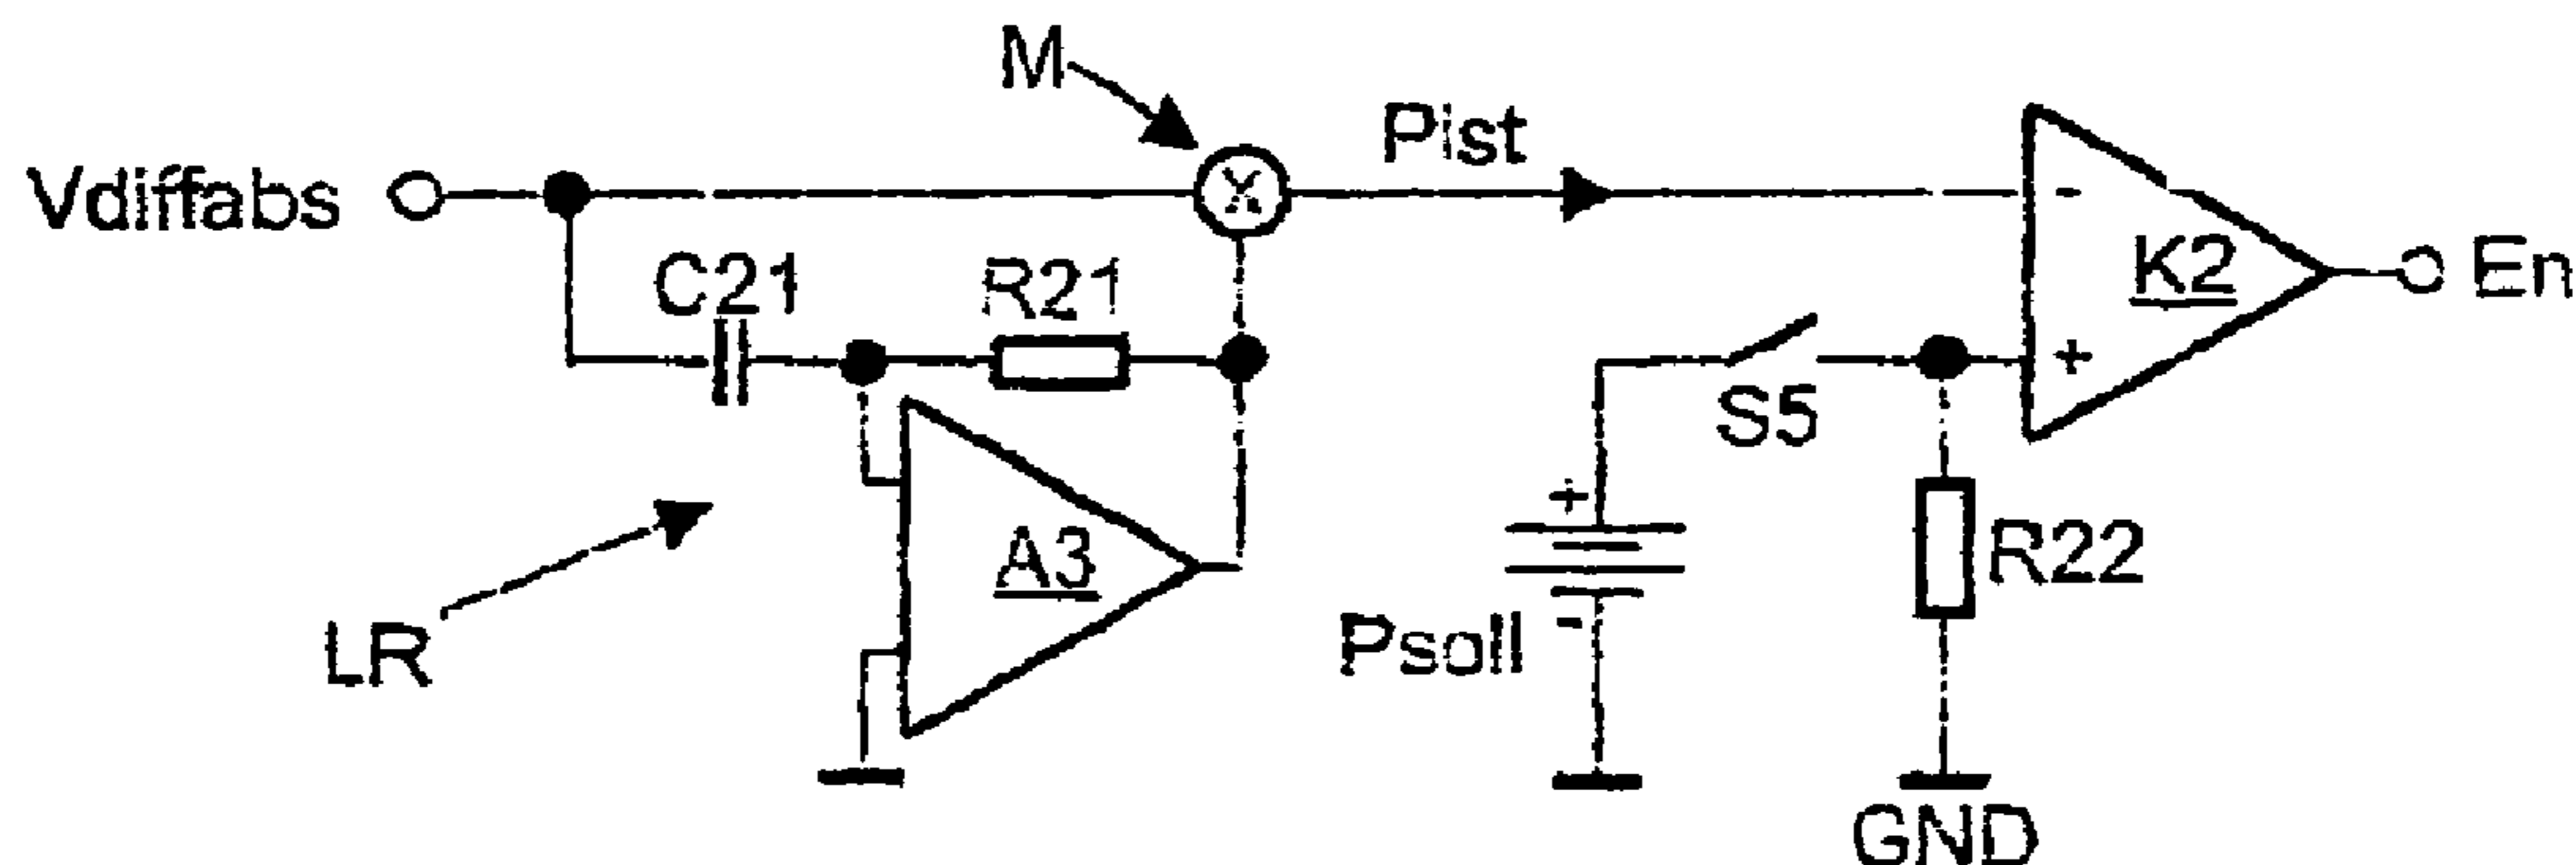 M
Pist
Vdiffabs
X
-
K2
En
C21
R21
+
S5
+
A3
R22
LR
Psoll
-
GND